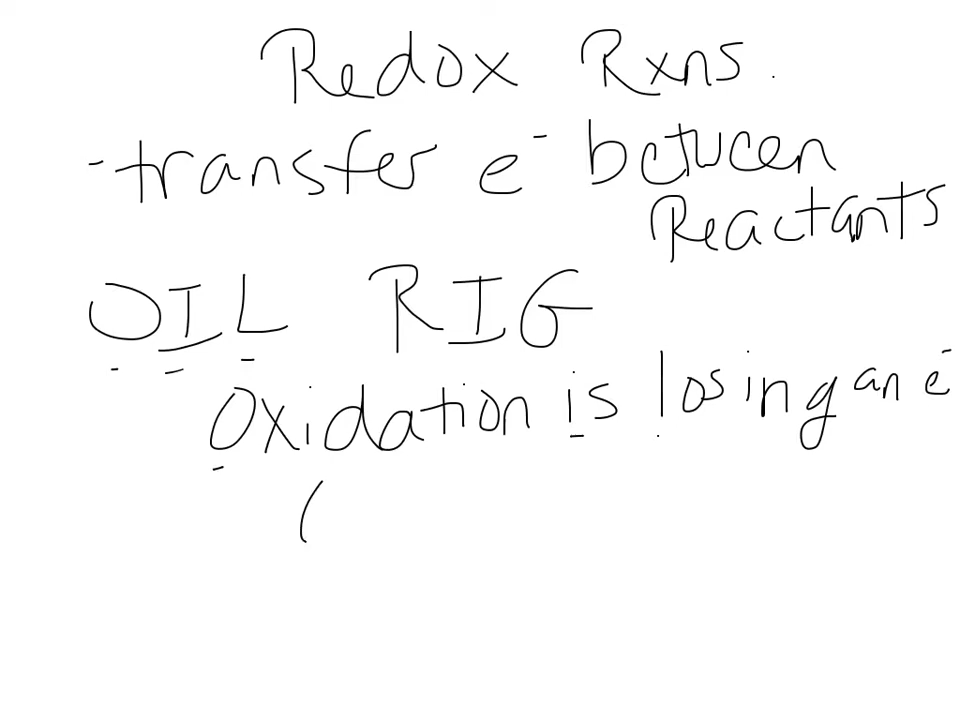 Redox Rxns.
-transfer e⁻ between
Reactants
OIL RIG
Oxidation is losing an e⁻
(